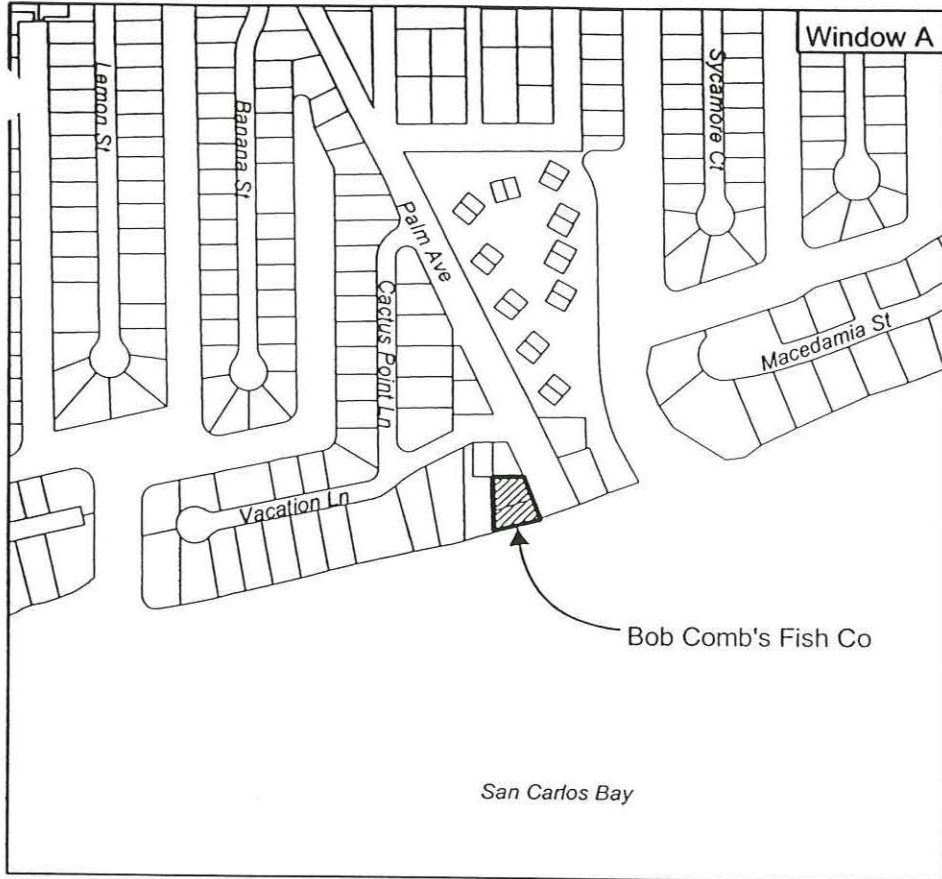 Window A
Lemon St
Banana St
Sycamore Ct
Palm Ave
Cactus Point Ln
Macedamia St
Vacation Ln
Bob Comb's Fish Co
San Carlos Bay